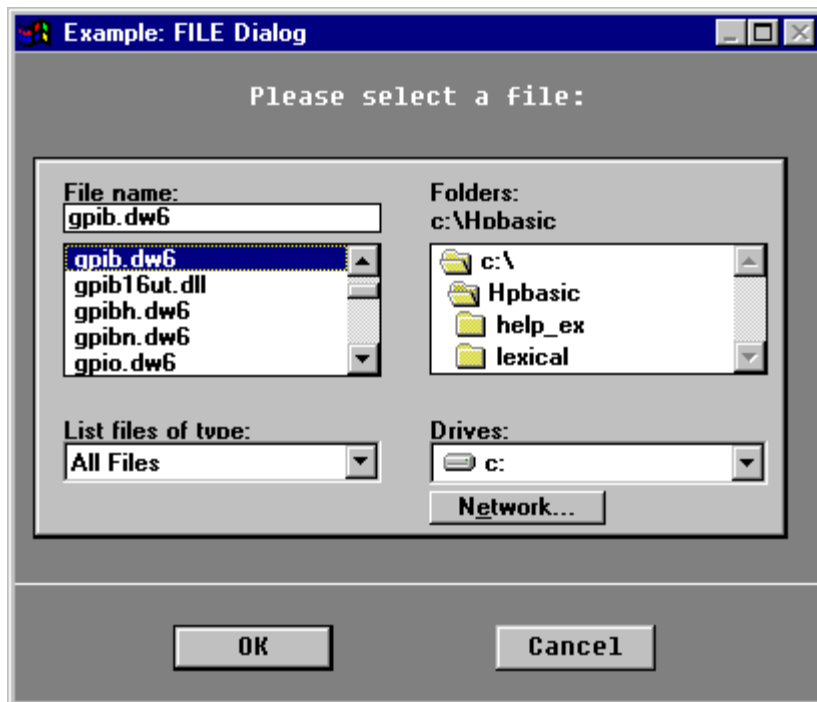 Example: FILE Dialog
Please select a file:
File name:
gpib.dw6
gpib.dw6
gpib16ut.dll
gpibh.dw6
gpibn.dw6
gpio.dw6
List files of type:
All Files
Folders:
c:\Hpbasic
c:\
Hpbasic
help_ex
lexical
Drives:
c:
Network...
OK
Cancel